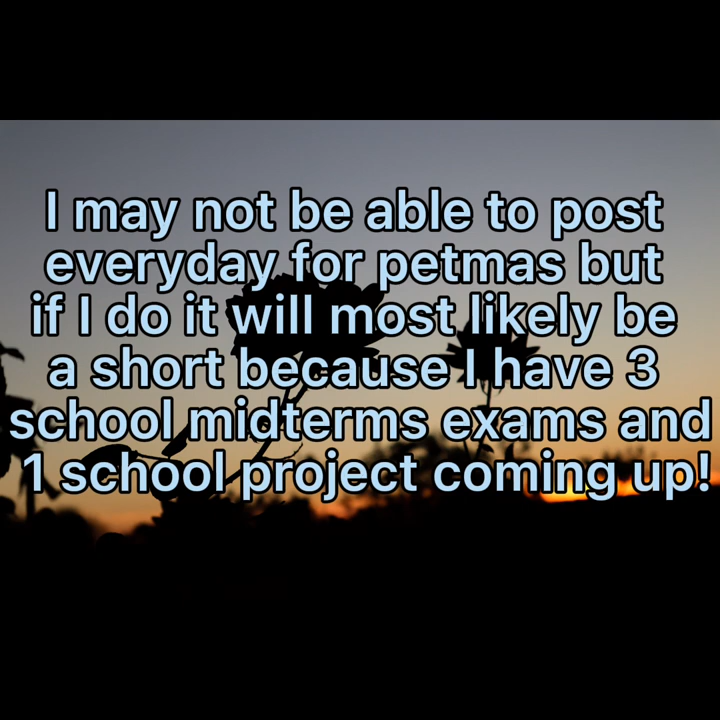 I may not be able to post
everyday for petmas but
if I do it will most likely be
a short because I have 3
school midterms exams and
1 school project coming up!